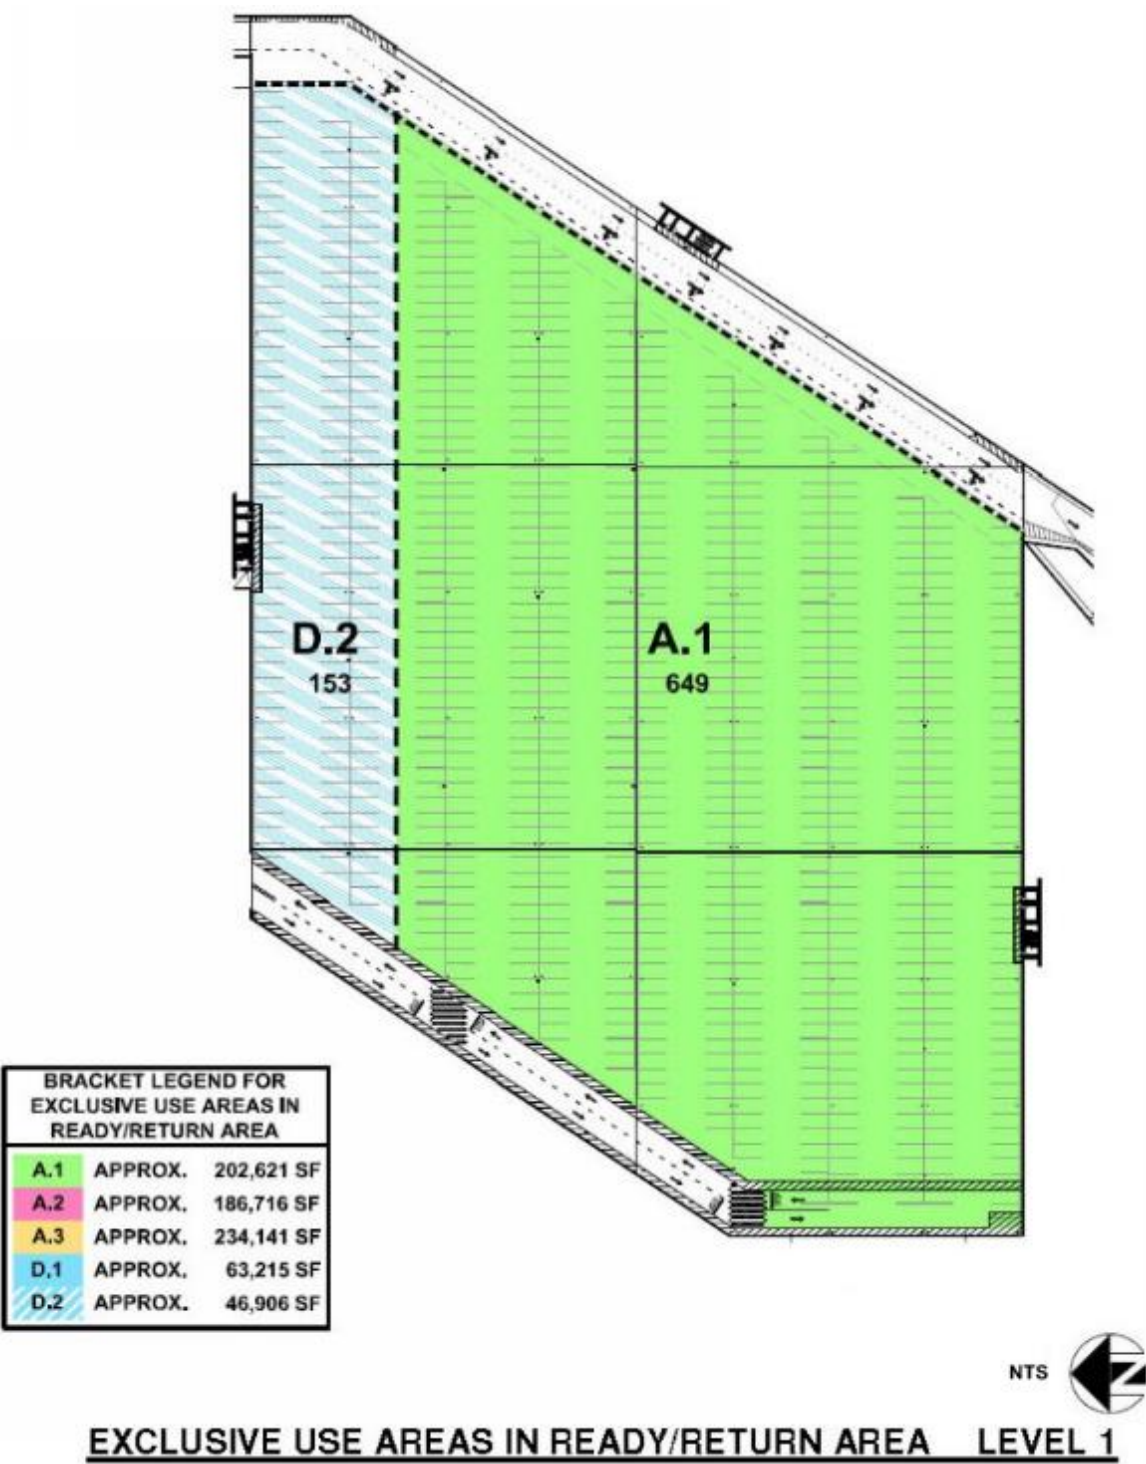 D.2
153
A.1
649
BRACKET LEGEND FOR
EXCLUSIVE USE AREAS IN
READY/RETURN AREA
A.1 APPROX. 202,621 SF
A.2 APPROX. 186,716 SF
A.3 APPROX. 234,141 SF
D.1 APPROX. 63,215 SF
D.2 APPROX. 46,906 SF
NTS
N
EXCLUSIVE USE AREAS IN READY/RETURN AREA LEVEL 1